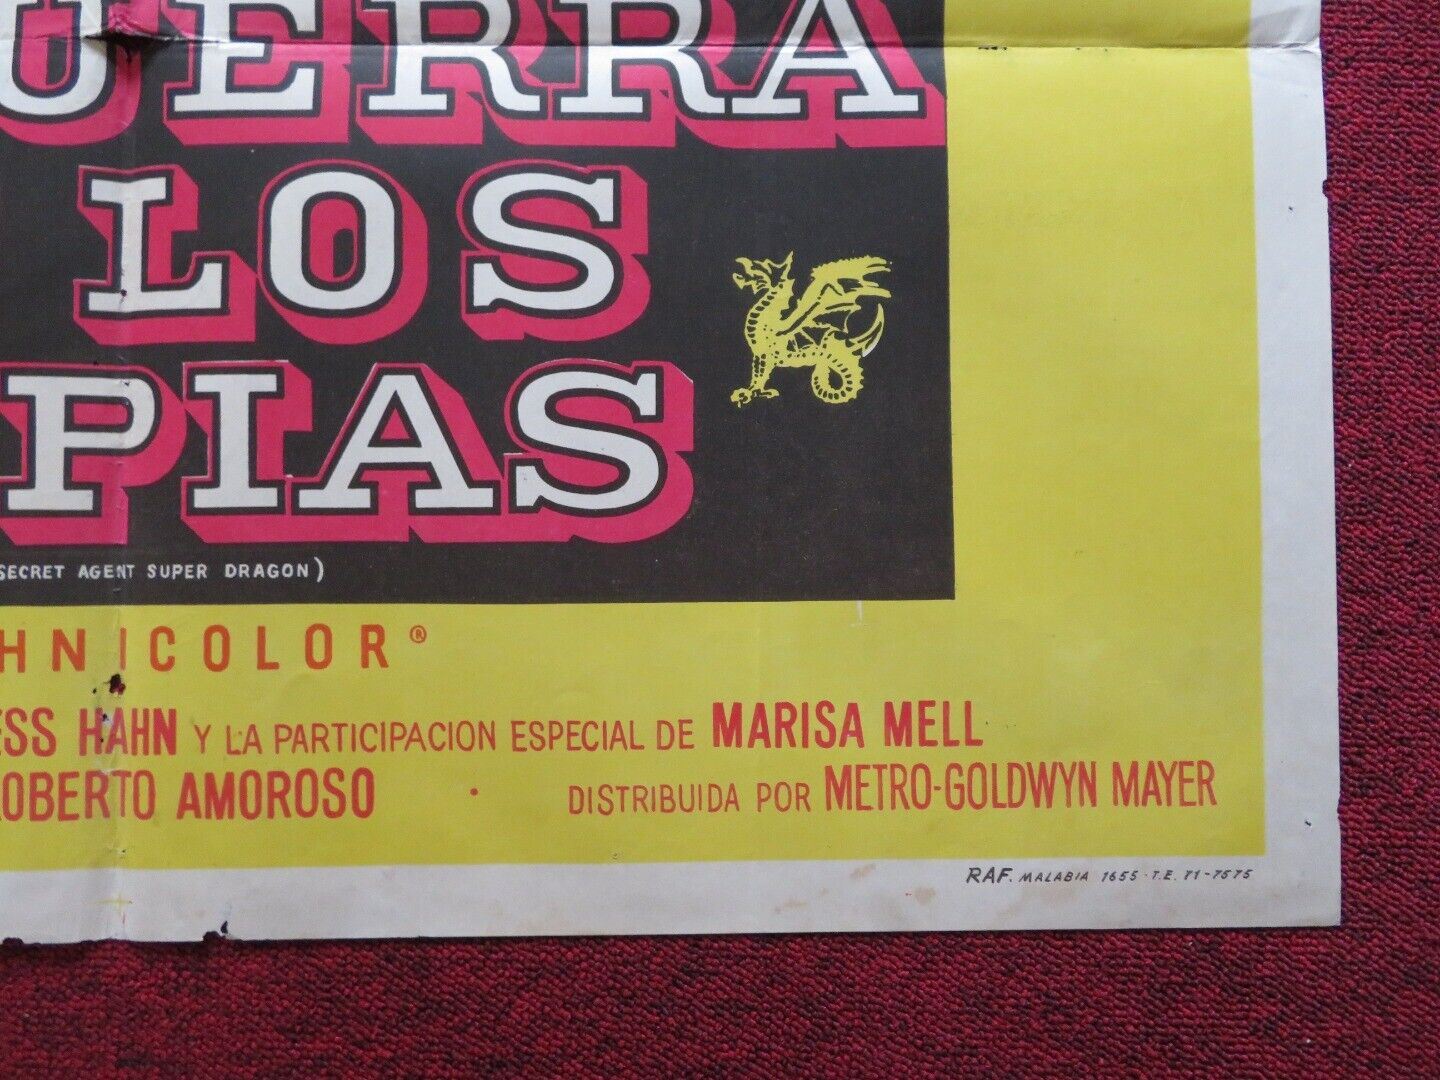 UERRA
LOS
PIAS
SECRET AGENT SUPER DRAGON)
HNICOLOR®
ESS HAHN Y LA PARTICIPACION ESPECIAL DE MARISA MELL
ROBERTO AMOROSO • DISTRIBUIDA POR METRO-GOLDWYN MAYER
RAF. MALABIA 1655 - T.E. 71-7575